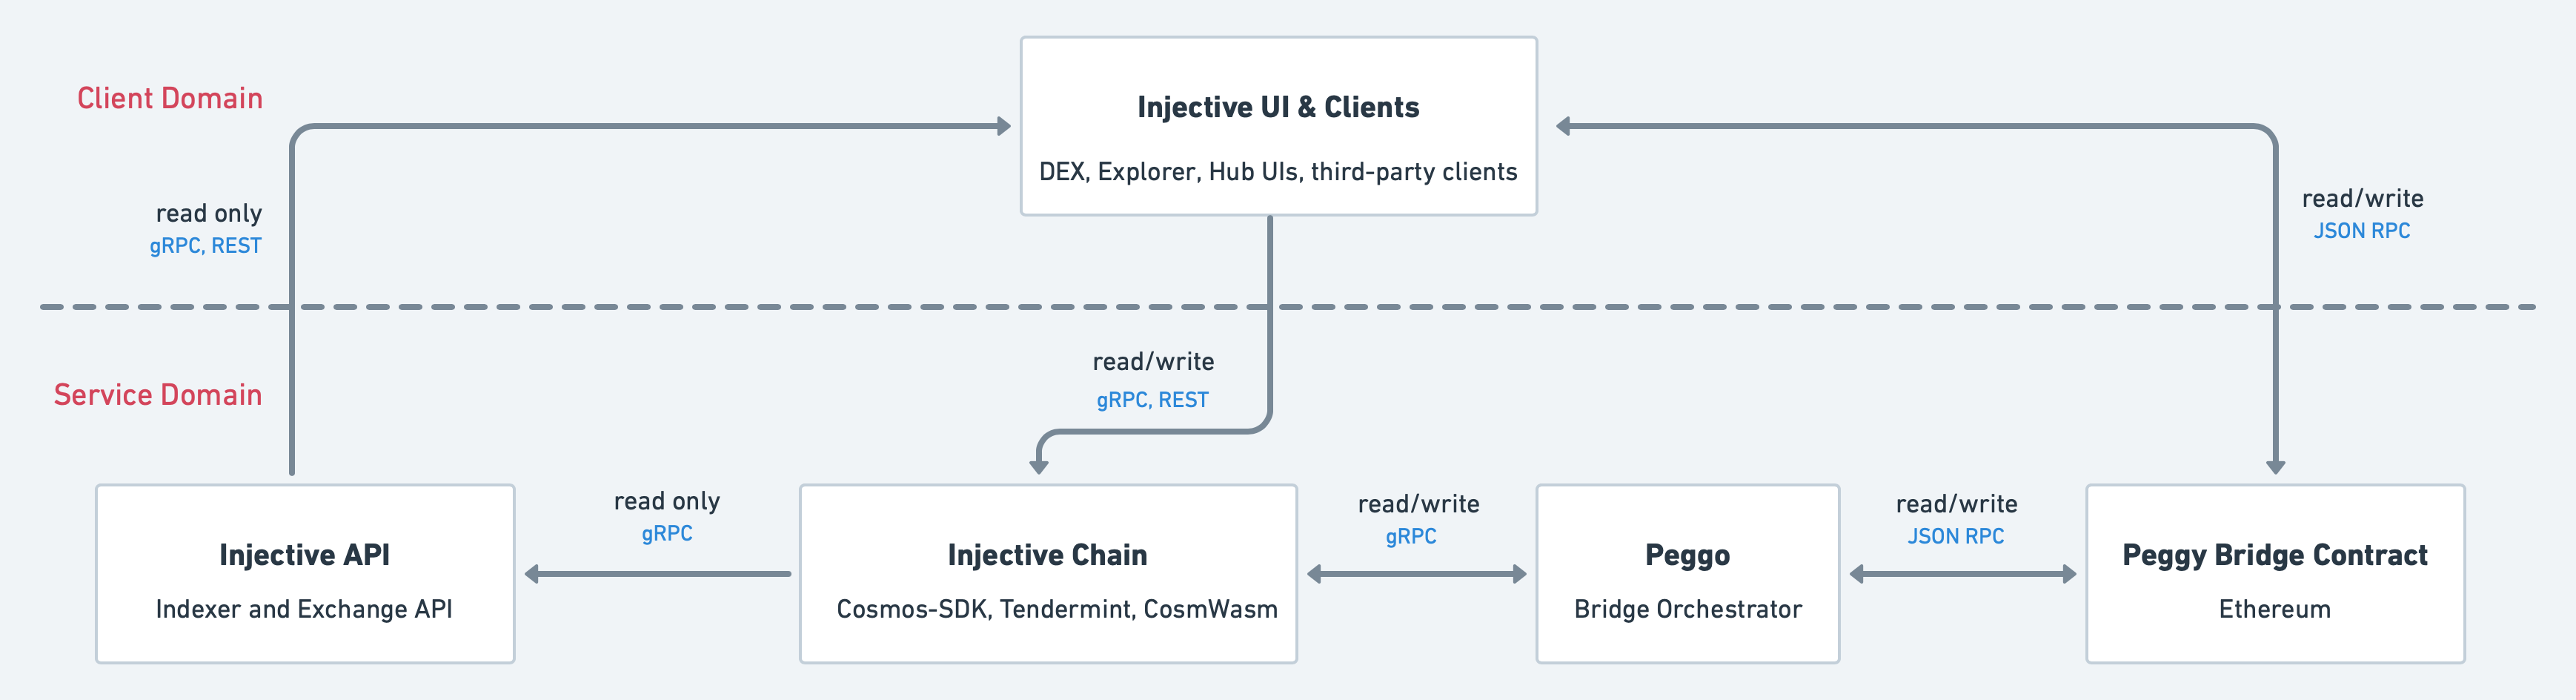 Client Domain
Injective UI & Clients
DEX, Explorer, Hub UIs, third-party clients
read only
gRPC, REST
read/write
JSON RPC
Service Domain
read/write
gRPC, REST
Injective API
Indexer and Exchange API
read only
gRPC
Injective Chain
Cosmos-SDK, Tendermint, CosmWasm
read/write
gRPC
Peggo
Bridge Orchestrator
read/write
JSON RPC
Peggy Bridge Contract
Ethereum